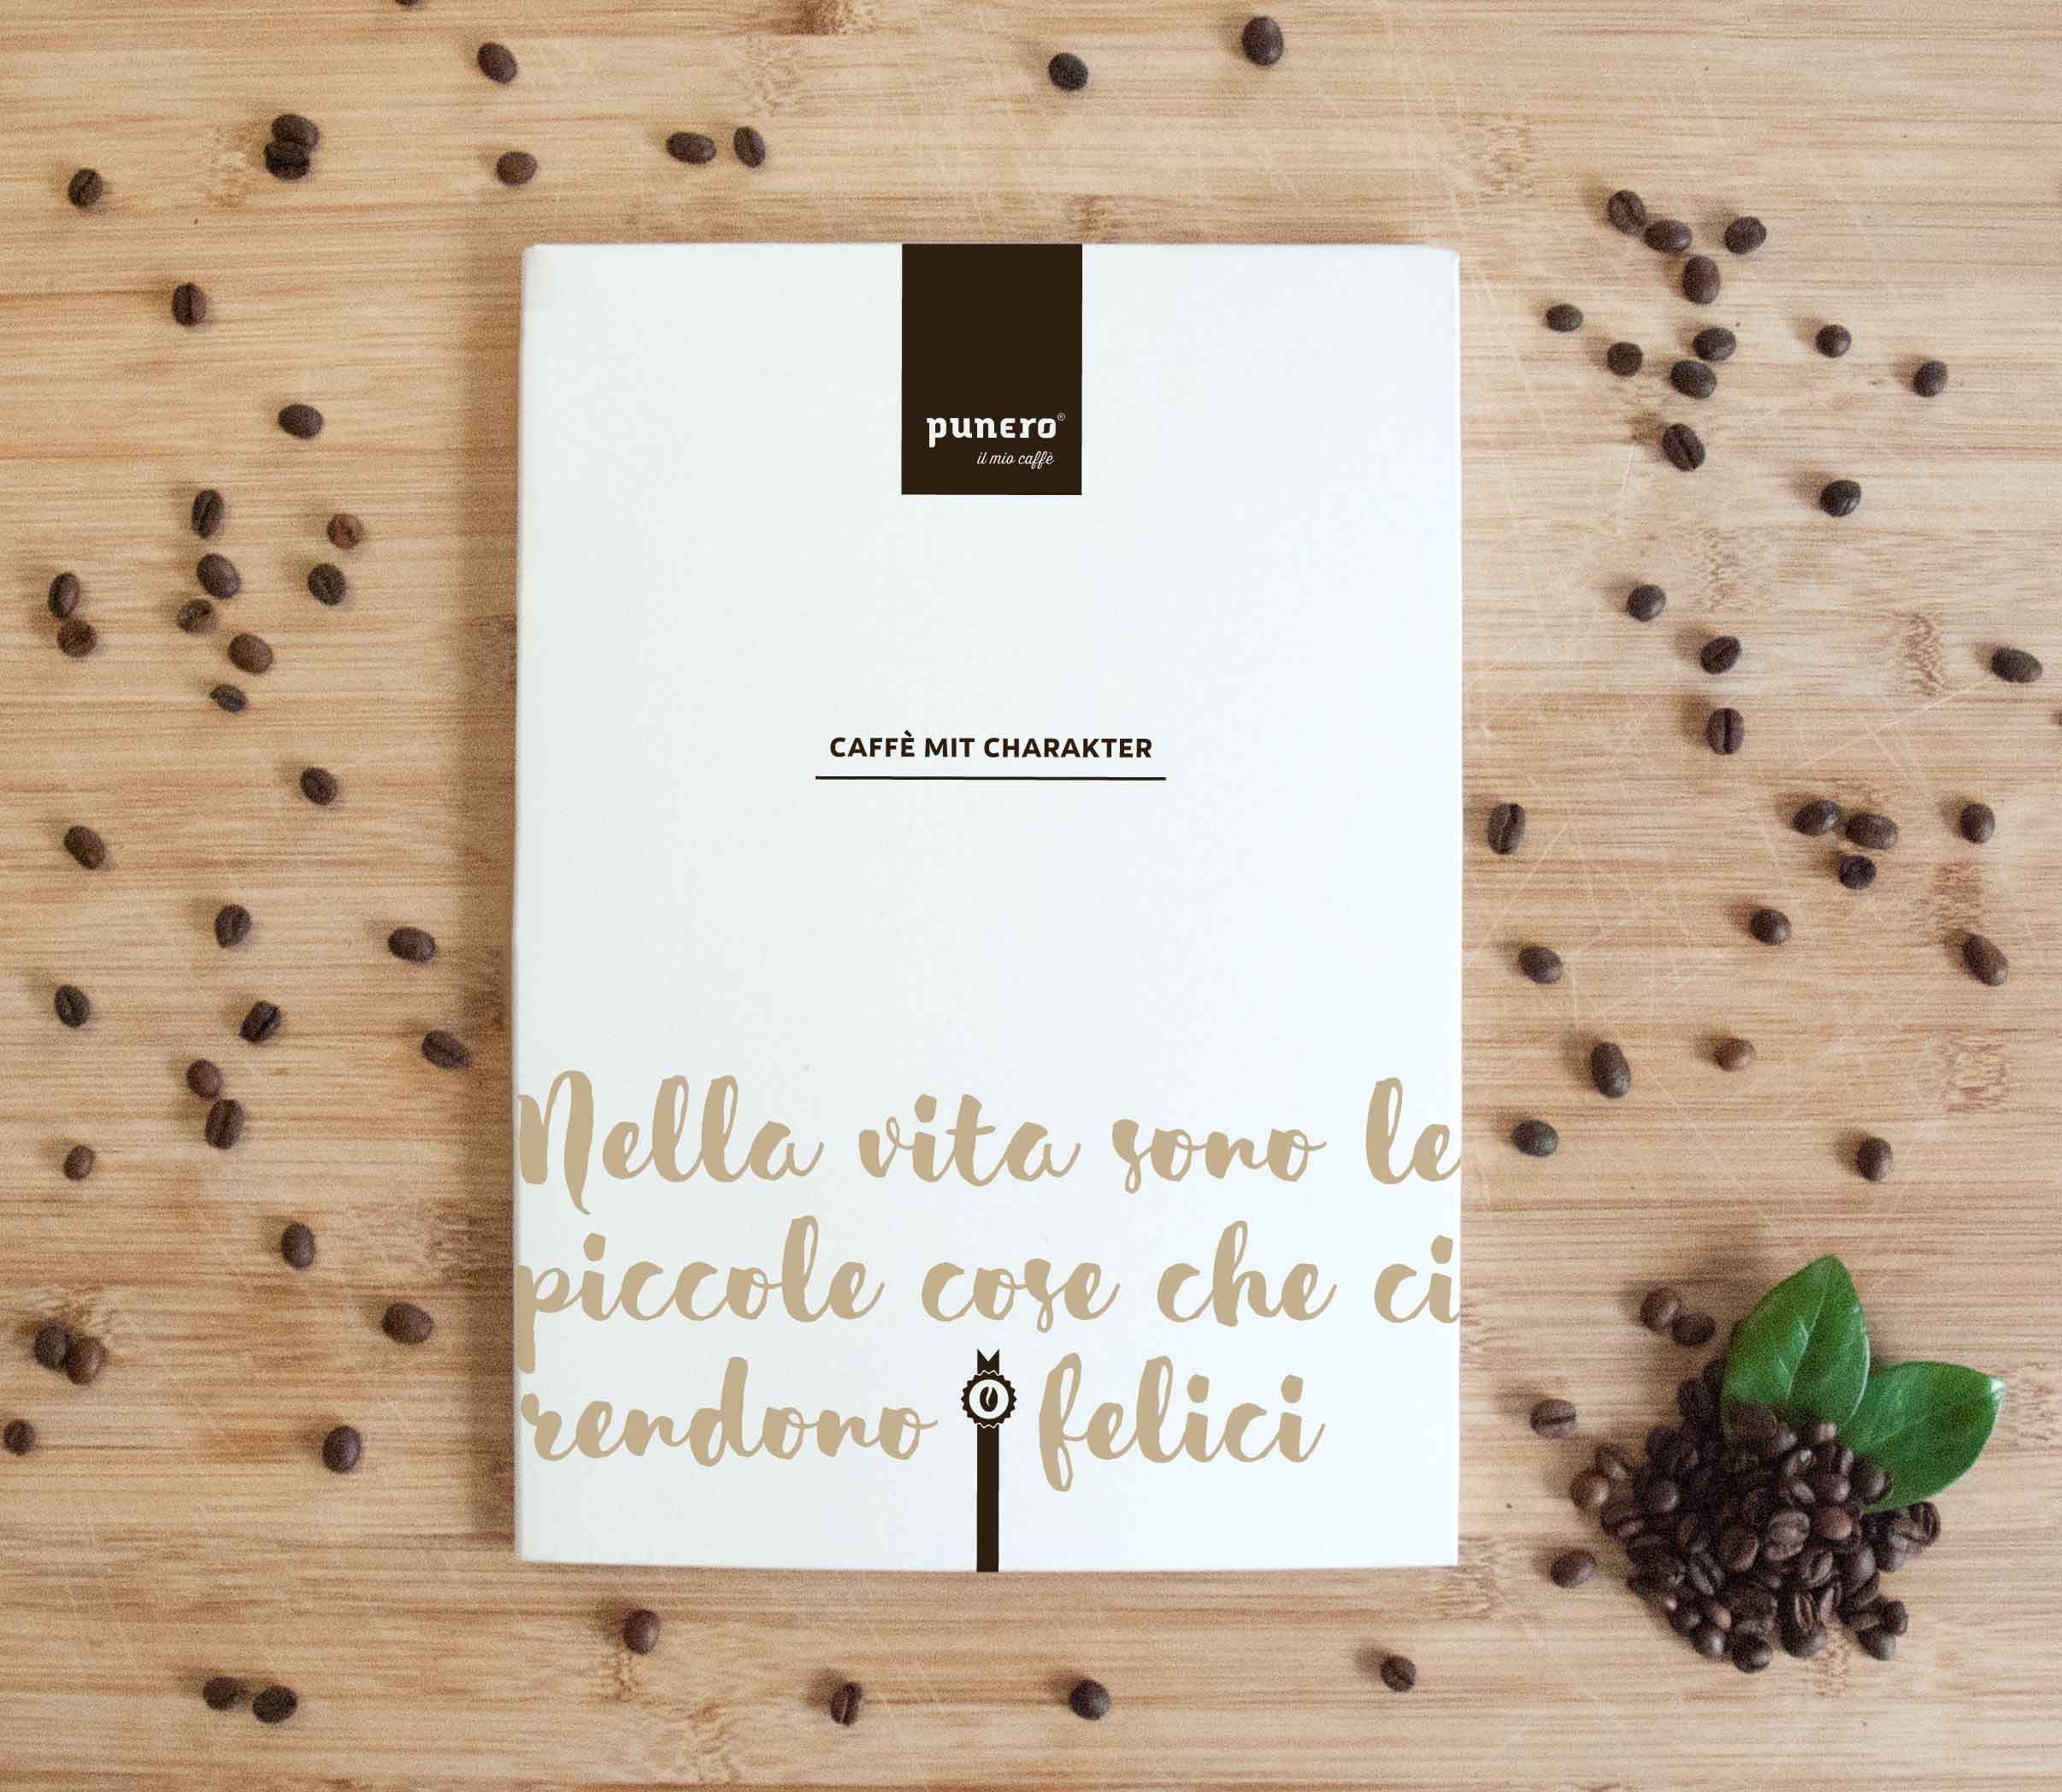 punero®
il mio caffè
CAFFÈ MIT CHARAKTER
Nella vita sono le
piccole cose che ci
rendono felici